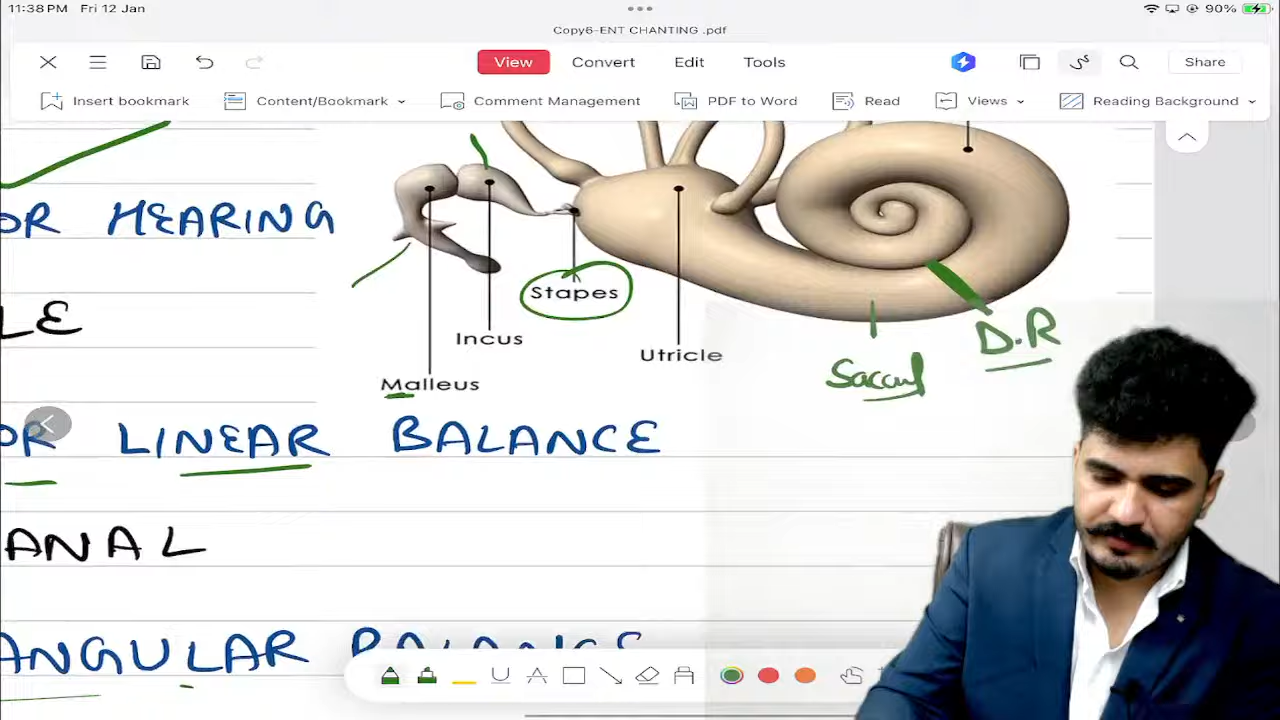 11:38 PM Fri 12 Jan
90%
Copy6-ENT CHANTING .pdf
View Convert Edit Tools Share
Insert bookmark Content/Bookmark Comment Management PDF to Word Read Views Reading Background
OR HEARING
Stapes
D.R
LE
Incus
Utricle
Saccul
Malleus
OR LINEAR BALANCE
ANAL
ANGULAR BALANCE